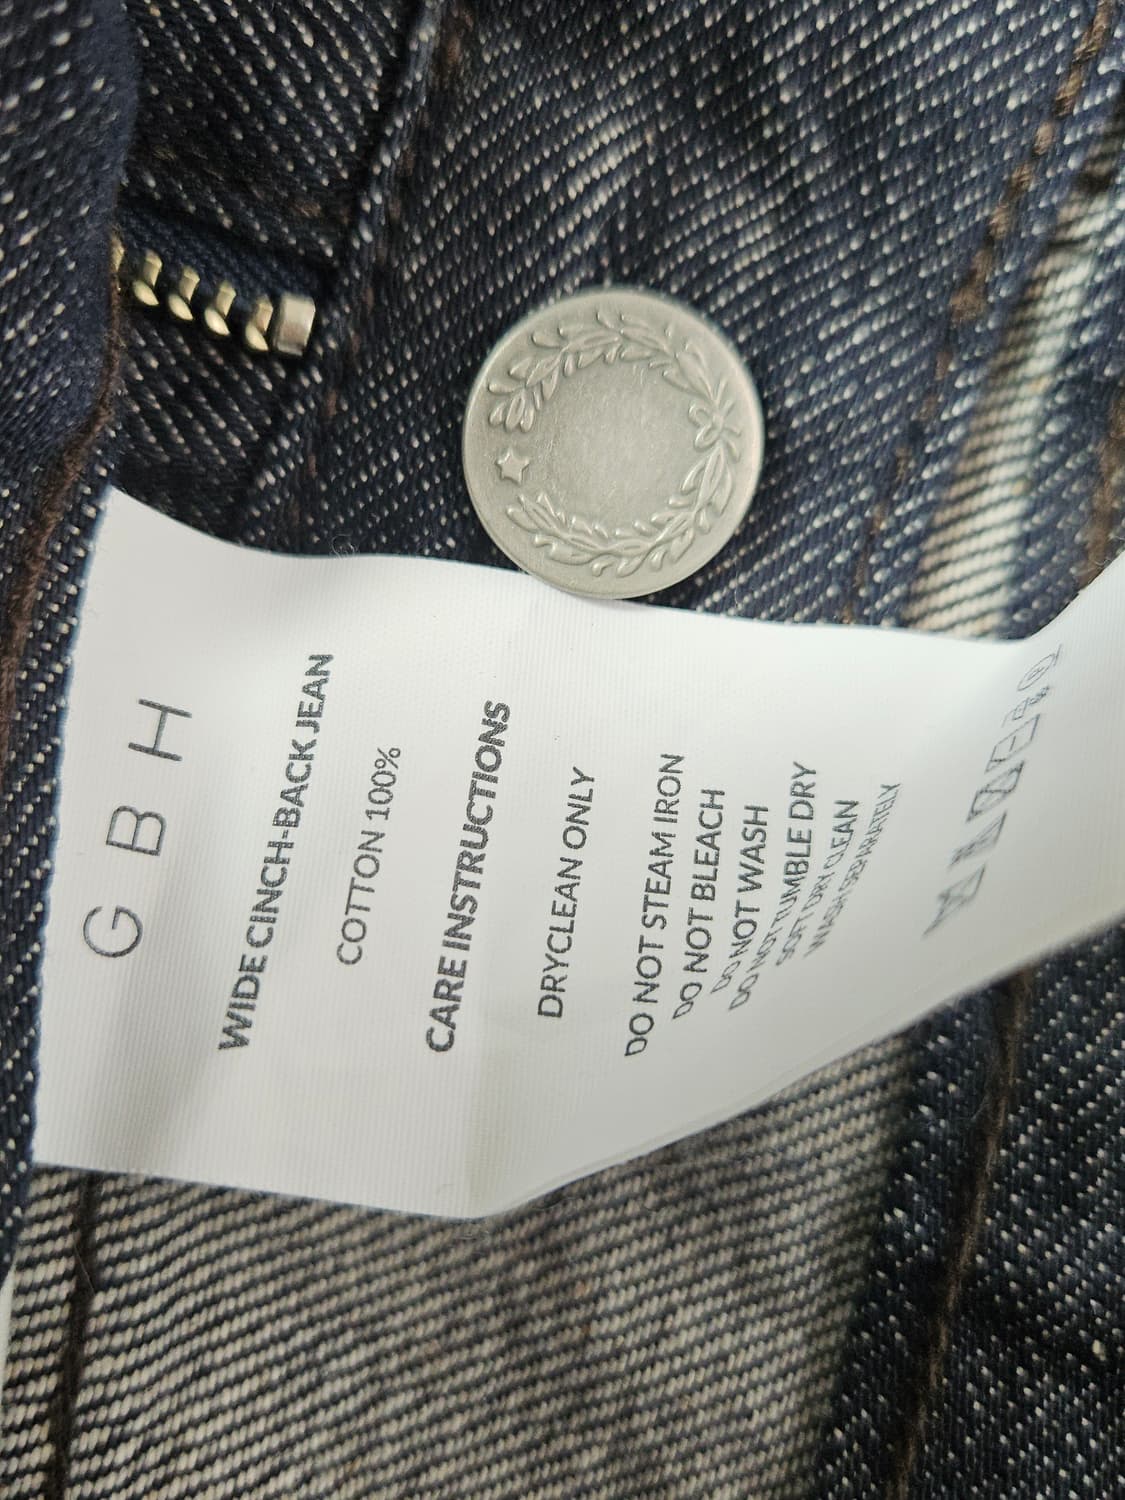 G B H
WIDE CINCH-BACK JEAN
COTTON 100%
CARE INSTRUCTIONS
DRYCLEAN ONLY
DO NOT STEAM IRON
DO NOT BLEACH
DO NOT WASH
DO NOT TUMBLE DRY
SOFT DRY CLEAN
WASH SEPARATELY